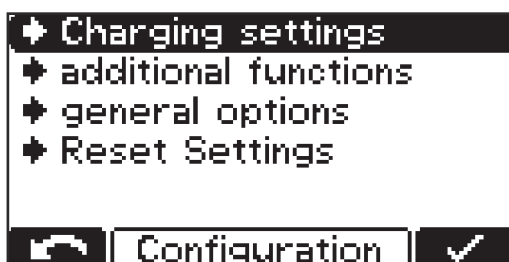 Charging settings
additional functions
general options
Reset Settings
Configuration